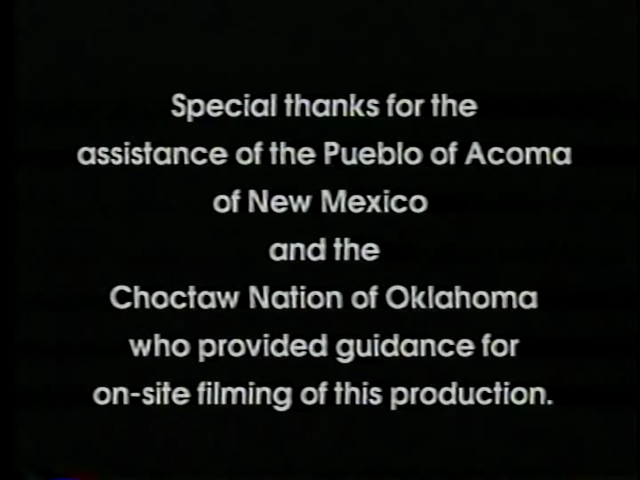 Special thanks for the
assistance of the Pueblo of Acoma
of New Mexico
and the
Choctaw Nation of Oklahoma
who provided guidance for
on-site filming of this production.